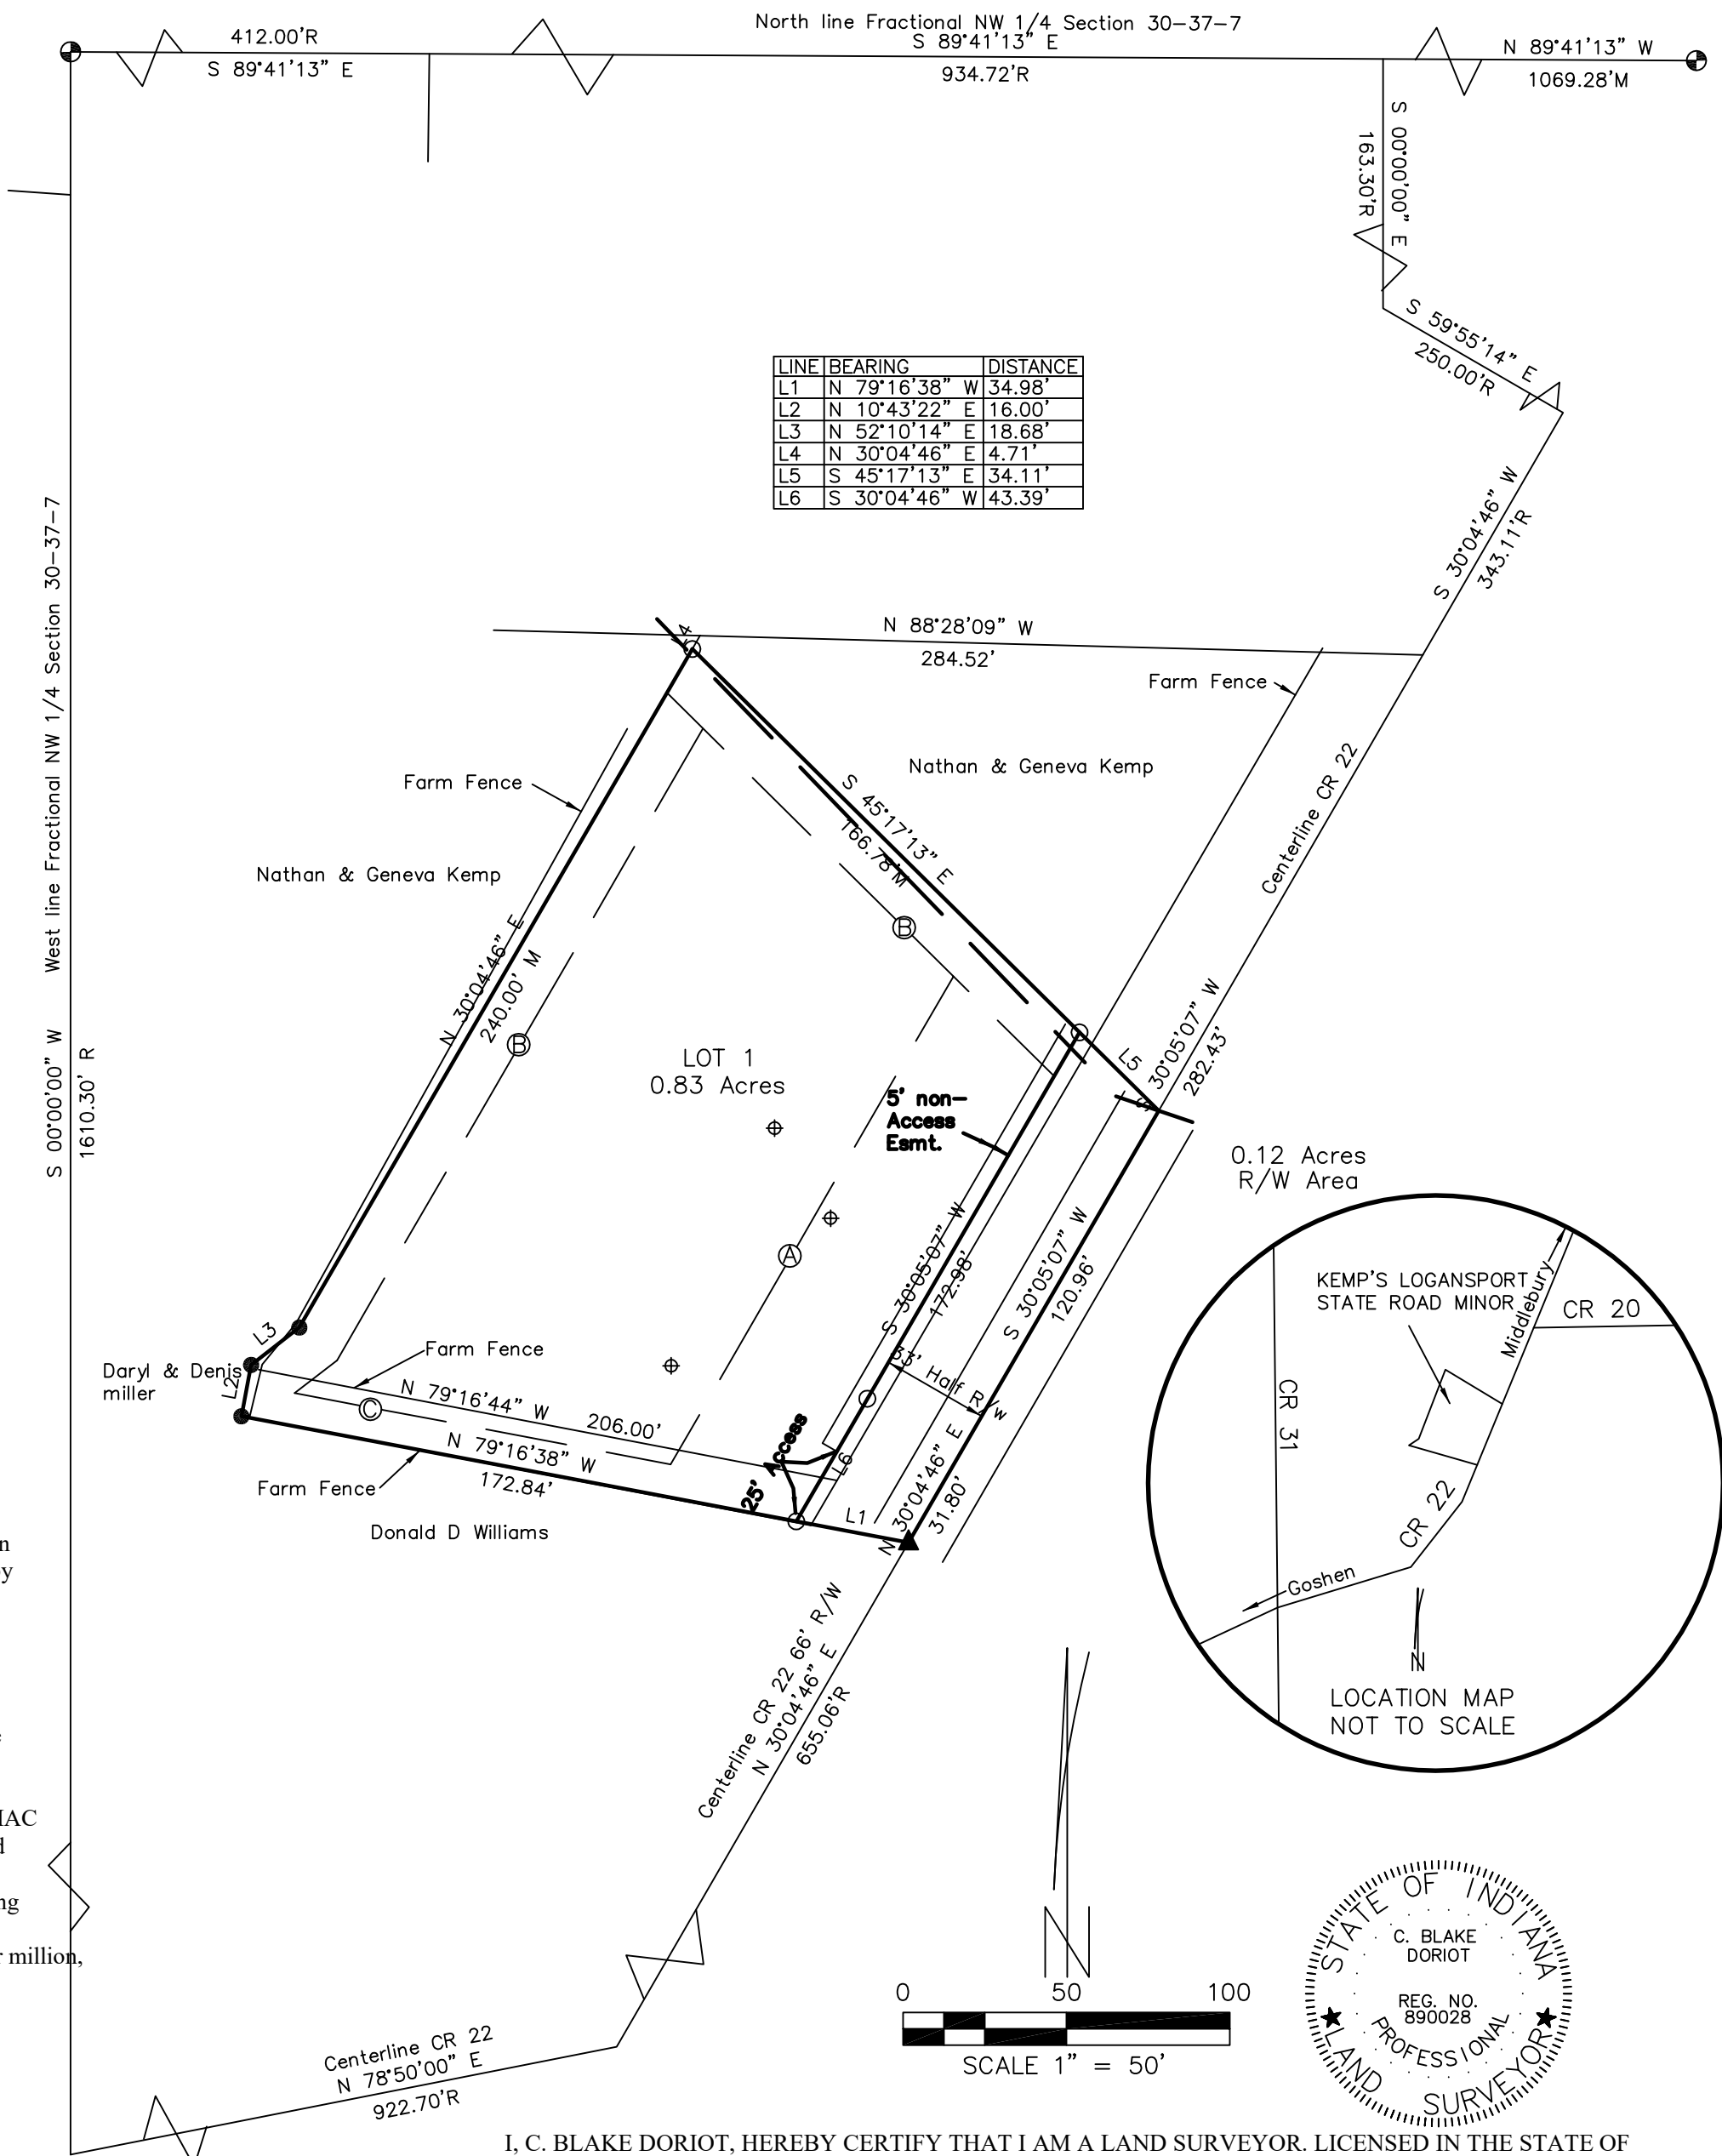 North line Fractional NW 1/4 Section 30-37-7
S 89°41'13" E
934.72'R
412.00'R
S 89°41'13" E
N 89°41'13" W
1069.28'M
S 00°00'00" E
163.30'R
S 59°55'14" E
250.00'R
LINE BEARING DISTANCE
L1 N 79°16'38" W 34.98'
L2 N 10°43'22" E 16.00'
L3 N 52°10'14" E 18.68'
L4 N 30°04'46" E 4.71'
L5 S 45°17'13" E 34.11'
L6 S 30°04'46" W 43.39'
S 30°04'46" W
343.11'R
West line Fractional NW 1/4 Section 30-37-7
S 00°00'00" W
1610.30' R
N 88°28'09" W
284.52'
Farm Fence
Nathan & Geneva Kemp
Centerline CR 22
Farm Fence
Nathan & Geneva Kemp
S 45°17'13" E
166.78'M
N 30°04'46" E
240.00' M
B
B
LOT 1
0.83 Acres
5' non-
Access
Esmt.
L5
S 30°05'07" W
282.43'
0.12 Acres
R/W Area
S 30°05'07" W
172.98'
S 30°05'07" W
120.96'
A
33' Half R/w
L3
L2
Daryl & Denis
miller
Farm Fence
N 79°16'44" W
206.00'
C
N 79°16'38" W
172.84'
Farm Fence
Donald D Williams
25' Access
L6
L1
N 30°04'46" E
31.80'
KEMP'S LOGANSPORT
STATE ROAD MINOR
Middlebury
CR 20
CR 31
CR 22
Goshen
N
LOCATION MAP
NOT TO SCALE
Centerline CR 22 66' R/W
N 30°04'46" E
655.06'R
N
0 50 100
SCALE 1" = 50'
Centerline CR 22
N 78°50'00" E
922.70'R
STATE OF INDIANA
C. BLAKE
DORIOT
REG. NO.
890028
PROFESSIONAL
LAND SURVEYOR
r million,
I, C. BLAKE DORIOT, HEREBY CERTIFY THAT I AM A LAND SURVEYOR. LICENSED IN THE STATE OF